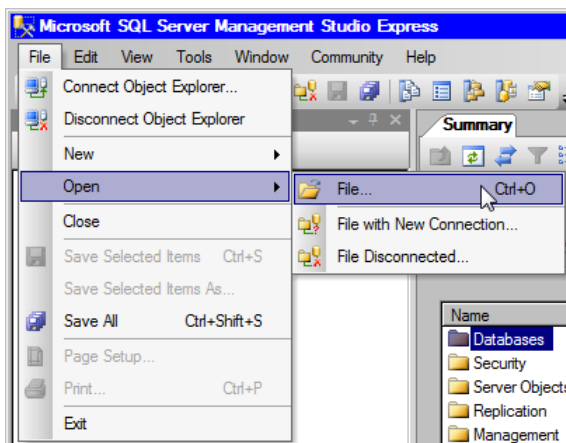 Microsoft SQL Server Management Studio Express
File Edit View Tools Window Community Help
Connect Object Explorer...
Disconnect Object Explorer
New
Open
Close
Save Selected Items Ctrl+S
Save Selected Items As...
Save All Ctrl+Shift+S
Page Setup...
Print... Ctrl+P
Exit
File... Ctrl+O
File with New Connection...
File Disconnected...
Summary
Name
Databases
Security
Server Objects
Replication
Management